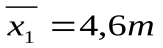 x̅₁ = 4,6m